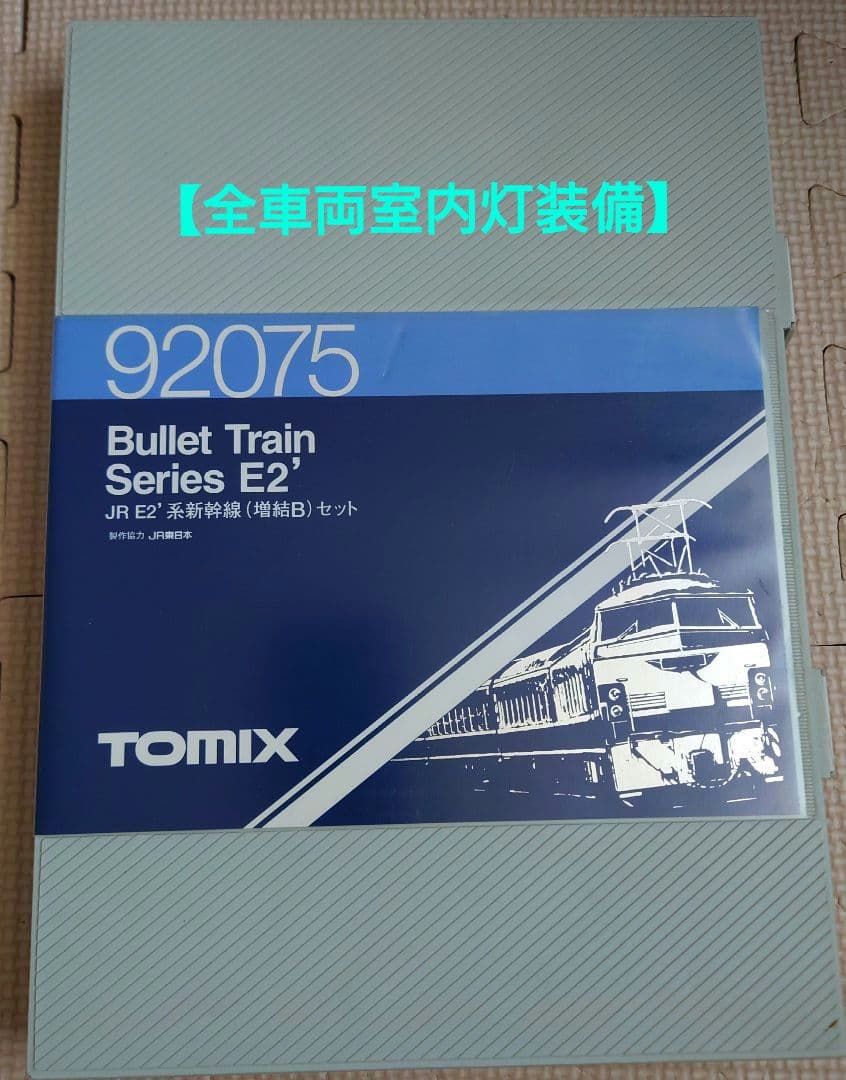 【全車両室内灯装備】
92075
Bullet Train
Series E2’
JR E2’系新幹線（増結B）セット
製作協力 JR東日本
TOMIX